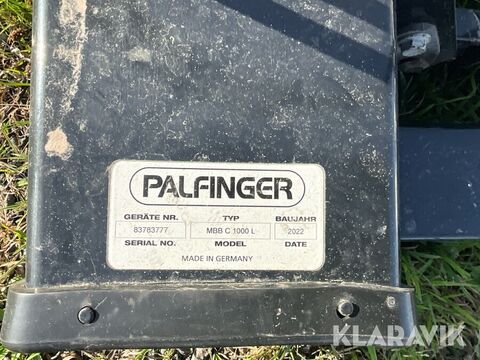 PALFINGER
GERÄTE NR. TYP BAUJAHR
83783777 MBB C 1000 L 2022
SERIAL NO. MODEL DATE
MADE IN GERMANY
KLARAVIK